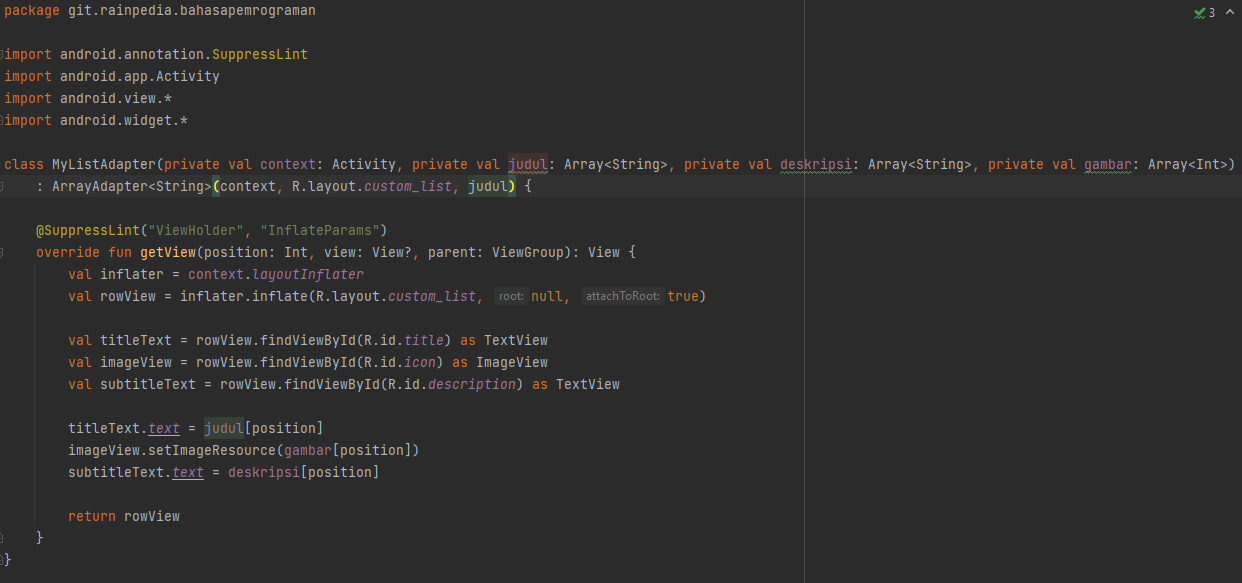 package git.rainpedia.bahasapemrograman
3
import android.annotation.SuppressLint
import android.app.Activity
import android.view.*
import android.widget.*
class MyListAdapter(private val context: Activity, private val judul: Array<String>, private val deskripsi: Array<String>, private val gambar: Array<Int>)
: ArrayAdapter<String>(context, R.layout.custom_list, judul) {
@SuppressLint("ViewHolder", "InflateParams")
override fun getView(position: Int, view: View?, parent: ViewGroup): View {
val inflater = context.layoutInflater
val rowView = inflater.inflate(R.layout.custom_list, root: null, attachToRoot: true)
val titleText = rowView.findViewById(R.id.title) as TextView
val imageView = rowView.findViewById(R.id.icon) as ImageView
val subtitleText = rowView.findViewById(R.id.description) as TextView
titleText.text = judul[position]
imageView.setImageResource(gambar[position])
subtitleText.text = deskripsi[position]
return rowView
}
}